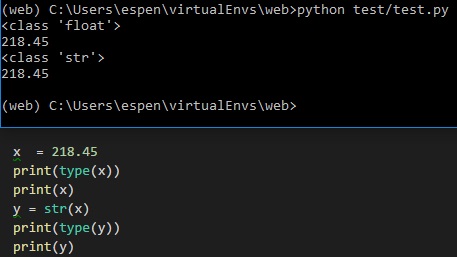 (web) C:\Users\espen\virtualEnvs\web>python test/test.py
<class 'float'>
218.45
<class 'str'>
218.45
(web) C:\Users\espen\virtualEnvs\web>
x  = 218.45
print(type(x))
print(x)
y = str(x)
print(type(y))
print(y)